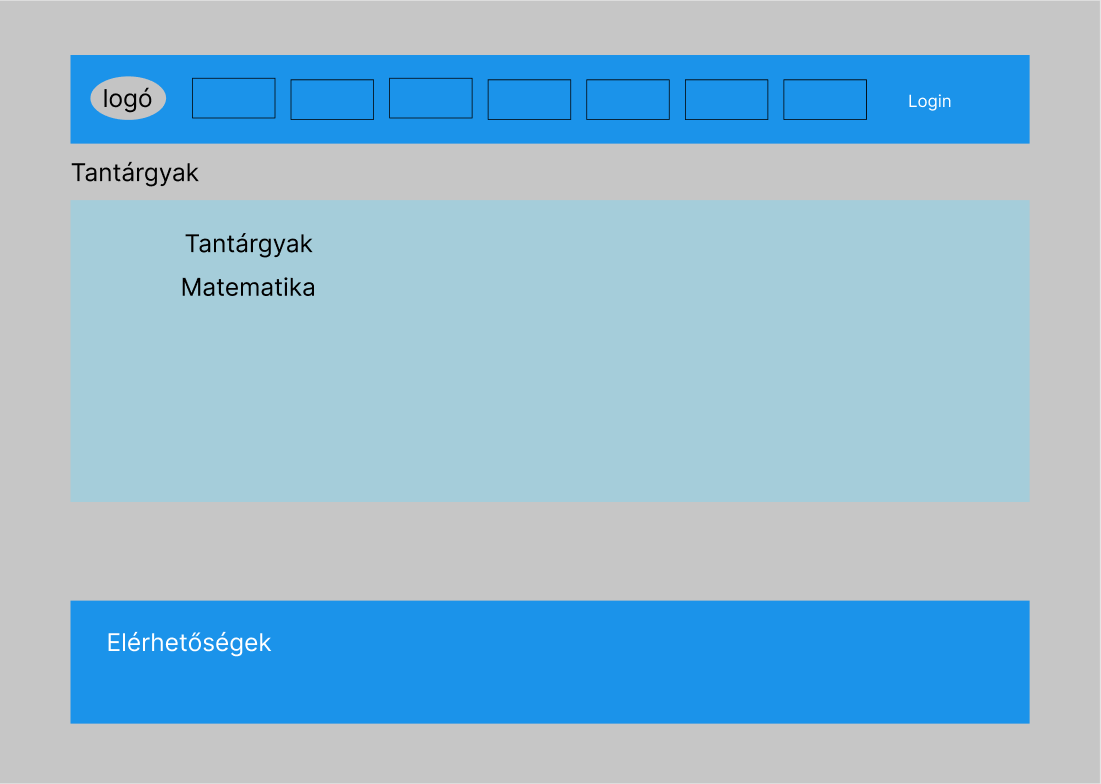 logó
Login
Tantárgyak
Tantárgyak
Matematika
Elérhetőségek